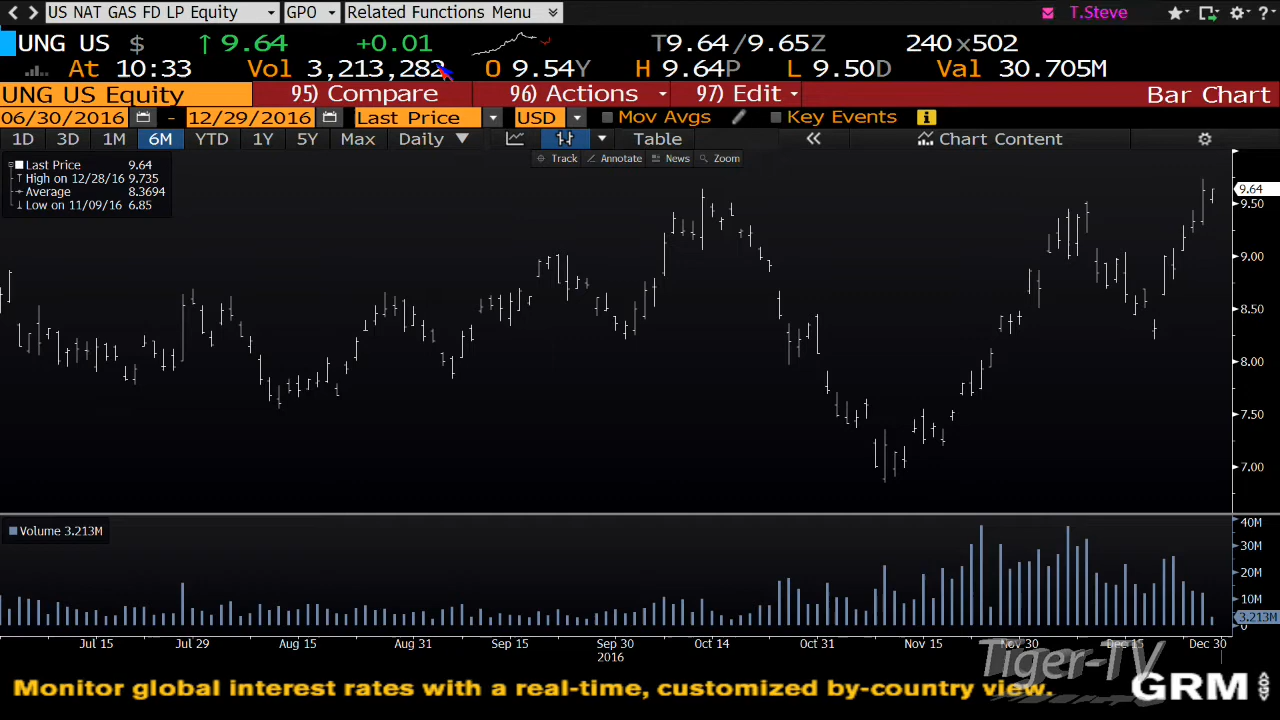 US NAT GAS FD LP Equity GPO Related Functions Menu T.Steve ?
UNG US $ ↑ 9.64 +0.01 T9.64 /9.65Z 240 x502
At 10:33 Vol 3,213,282 O 9.54Y H 9.64P L 9.50D Val 30.705M
UNG US Equity 95) Compare 96) Actions 97) Edit Bar Chart
06/30/2016 - 12/29/2016 Last Price USD Mov Avgs Key Events i
1D 3D 1M 6M YTD 1Y 5Y Max Daily ▼ Table « Chart Content
Track Annotate News Zoom
Last Price 9.64
High on 12/28/16 9.735
Average 8.3694
Low on 11/09/16 6.85
9.64
9.50
9.00
8.50
8.00
7.50
7.00
Volume 3.213M
40M
30M
20M
10M
3.213M
0
Jul 15 Jul 29 Aug 15 Aug 31 Sep 15 Sep 30 Oct 14 Oct 31 Nov 15 Nov 30 Dec 15 Dec 30
2016
Tiger-TV
Monitor global interest rates with a real-time, customized by-country view. GRM <GO>